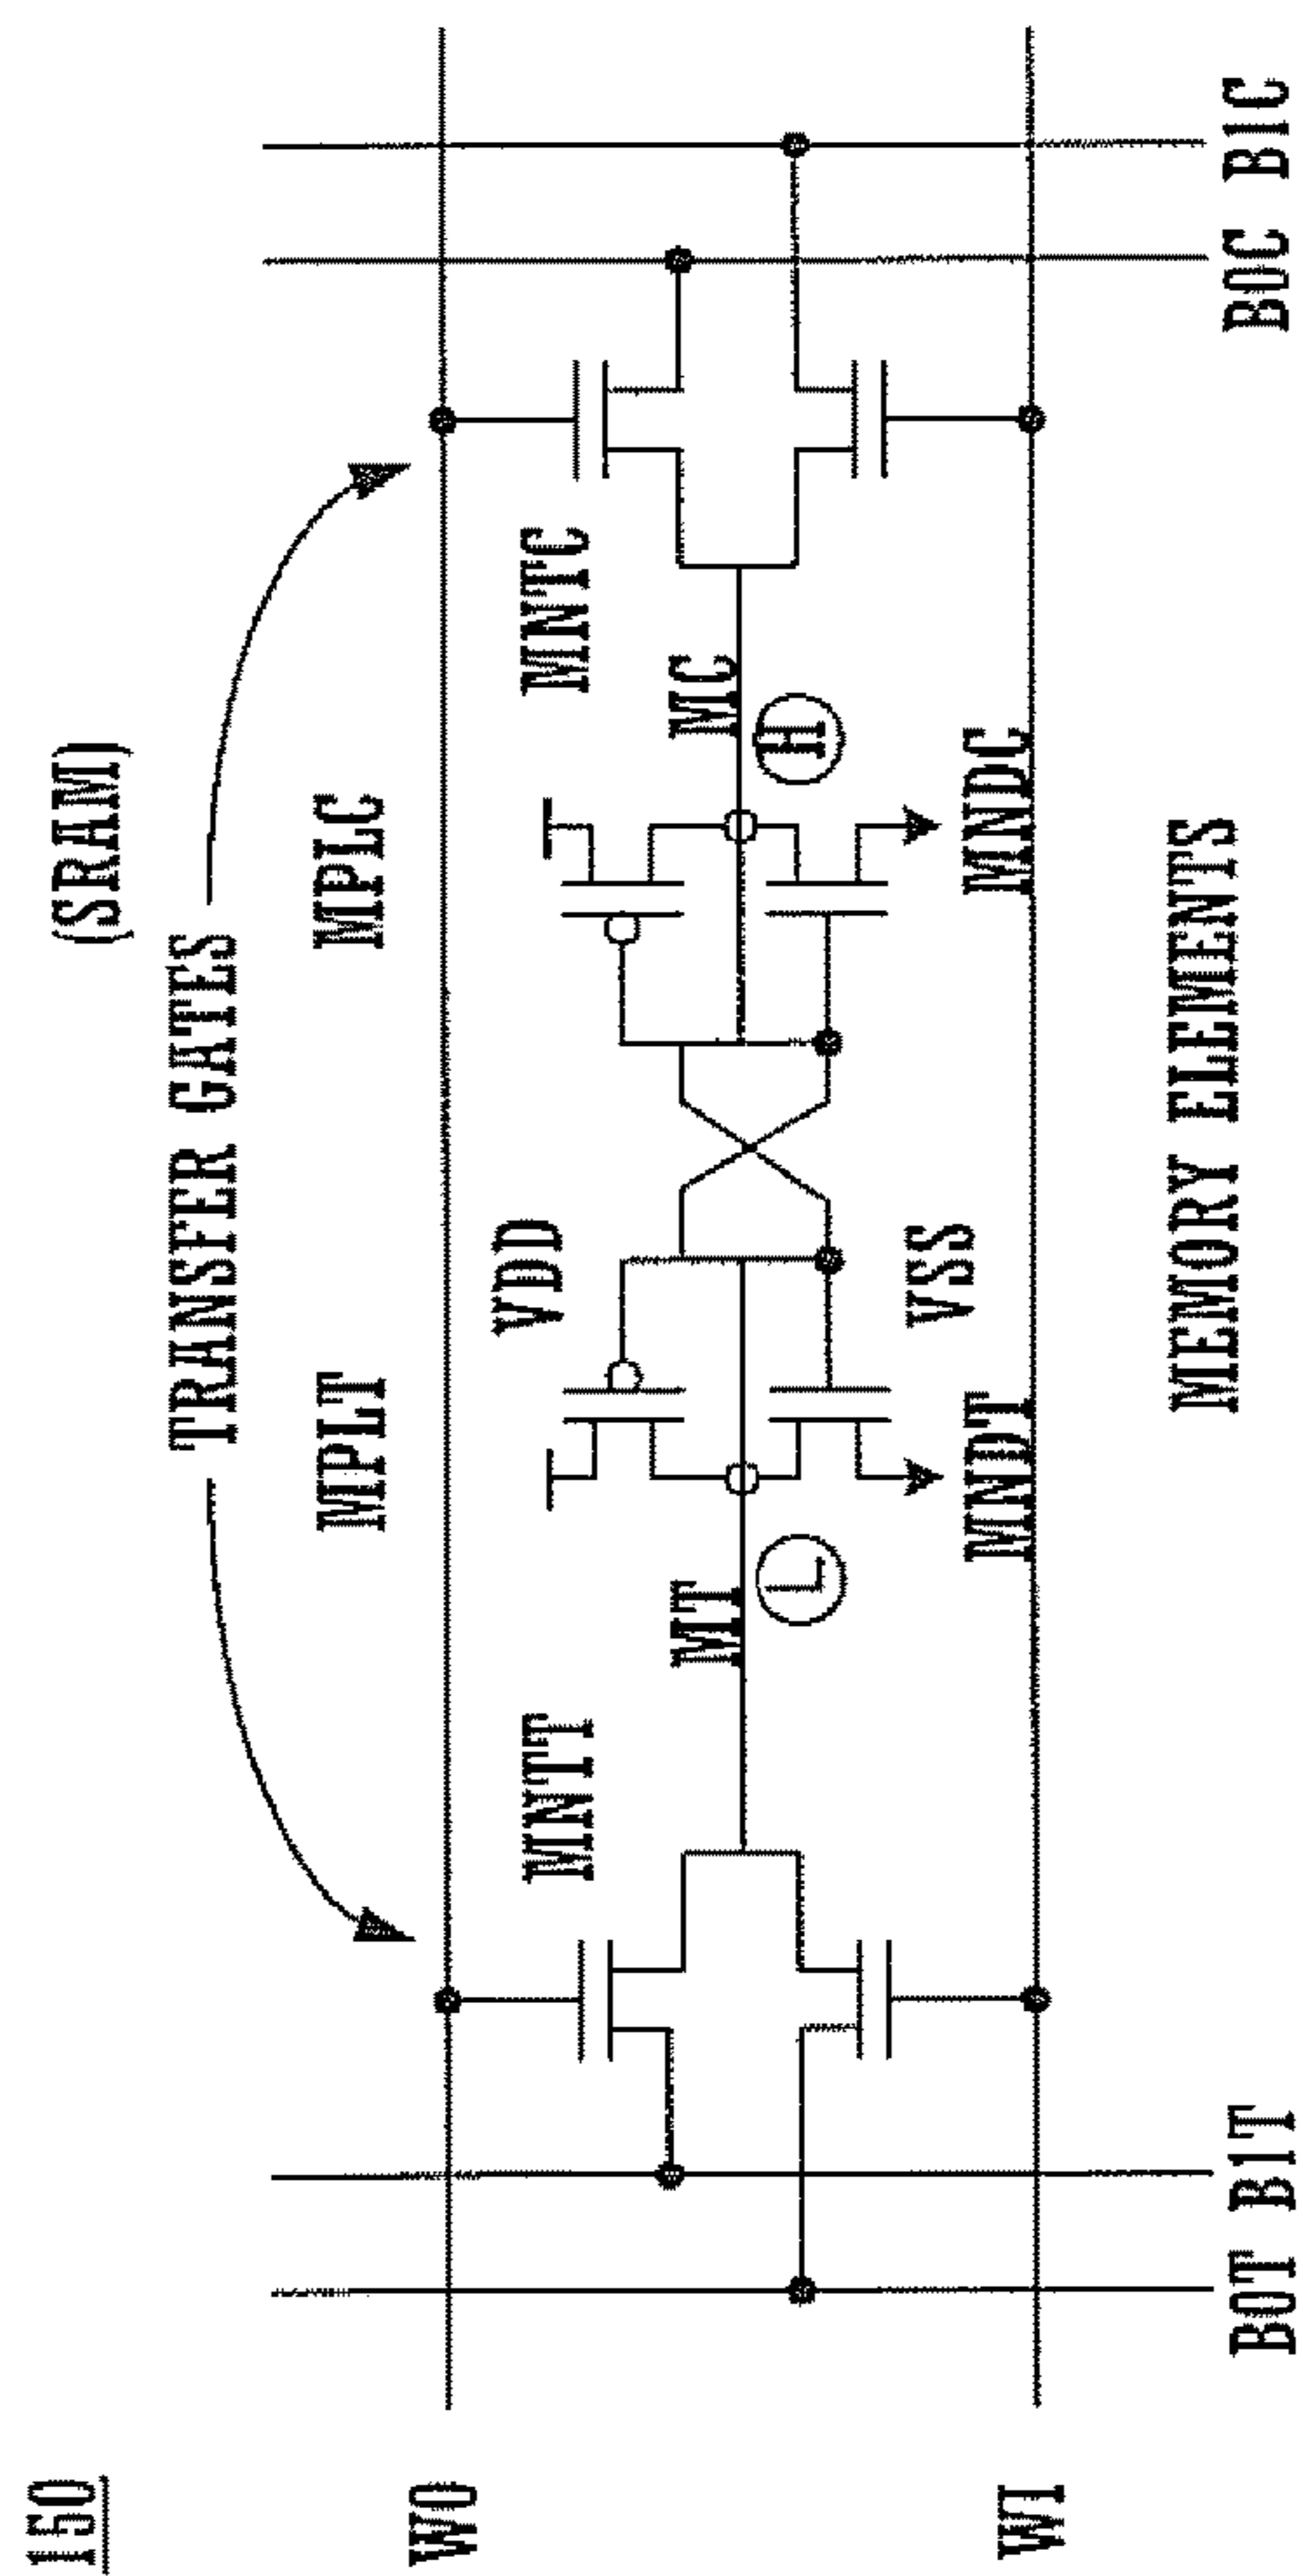 150
(SRAM)
TRANSFER GATES
MPLT
MPLC
W0
MNTT
VDD
MNTC
MT
MC
L
H
VSS
MNDT
MNDC
W1
MEMORY ELEMENTS
B0T B1T
B0C B1C